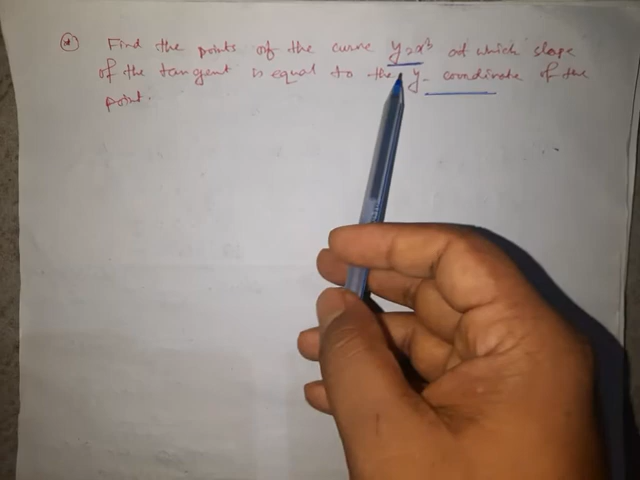 Find the points of the curve y=x³ at which slope
of the tangent is equal to the y- coordinate of the
point.